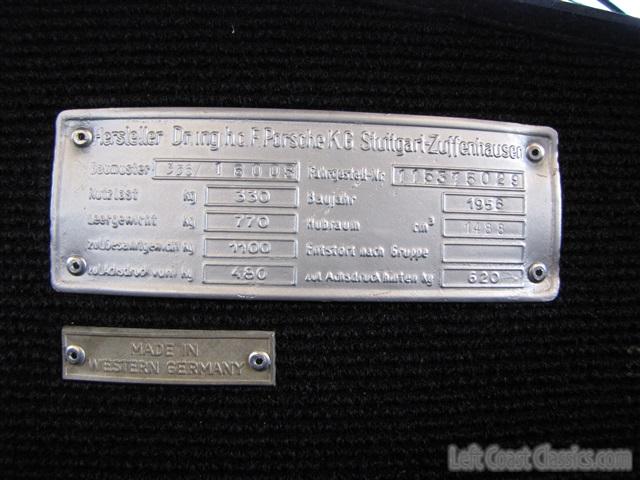 Hersteller Dr. ing. h.c. F. Porsche K.G. Stuttgart-Zuffenhausen
Baumuster 356/ 1600S Fahrgestell-Nr.
Nutzlast kg 330 Baujahr 1956
Leergewicht kg 770 Hubraum cm³ 1488
zul. Gesamtgewicht kg 1100 Entstört nach Gruppe
zul. Achsdruck vorn kg 480 zul. Achsdruck hinten kg 620
MADE IN
WESTERN GERMANY
Left Coast Classics.com